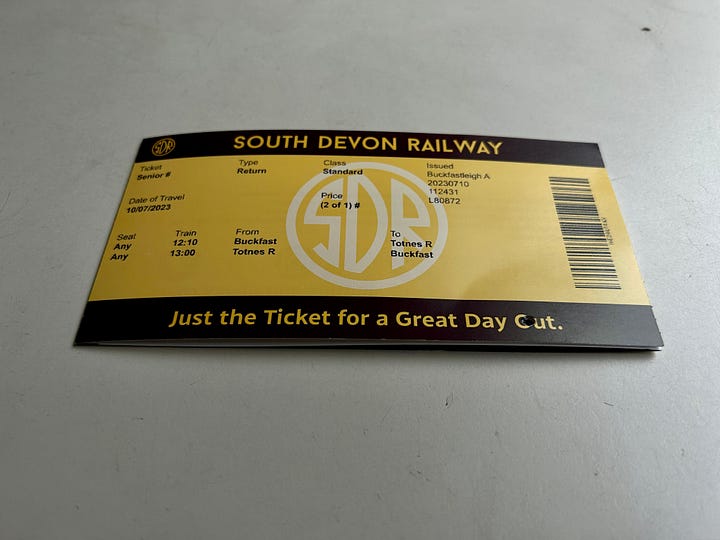 SDR SOUTH DEVON RAILWAY
Ticket Type Class Issued
Senior # Return Standard Buckfastleigh A
20230710
Date of Travel Price 112431
10/07/2023 (2 of 1) # L80872
SDR
Seat Train From To
Any 12:10 Buckfast Totnes R
Any 13:00 Totnes R Buckfast
Just the Ticket for a Great Day Out.